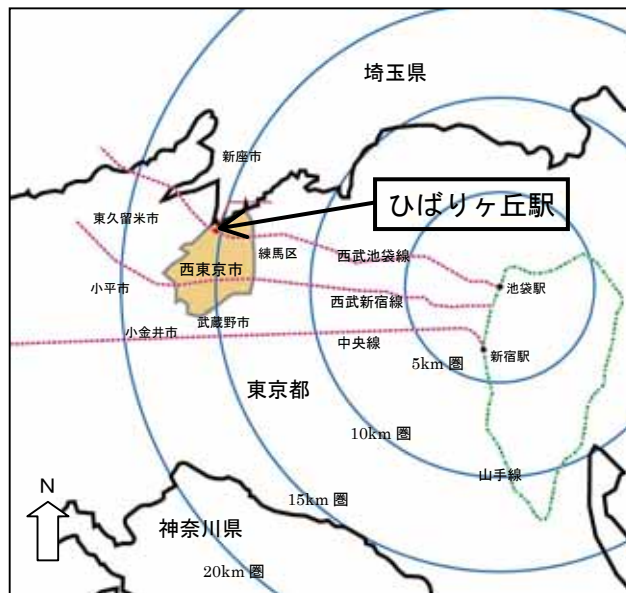 埼玉県
新座市
ひばりヶ丘駅
東久留米市
練馬区
西武池袋線
西東京市
小平市
池袋駅
西武新宿線
武蔵野市
小金井市
中央線
新宿駅
5km 圏
東京都
10km 圏
山手線
N
15km 圏
神奈川県
20km 圏